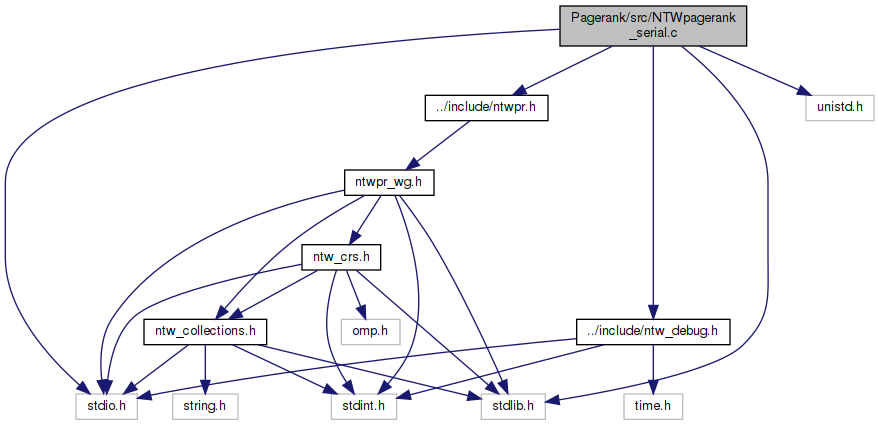 Pagerank/src/NTWpagerank
_serial.c
../include/ntwpr.h
unistd.h
ntwpr_wg.h
ntw_crs.h
ntw_collections.h
omp.h
../include/ntw_debug.h
stdio.h
string.h
stdint.h
stdlib.h
time.h